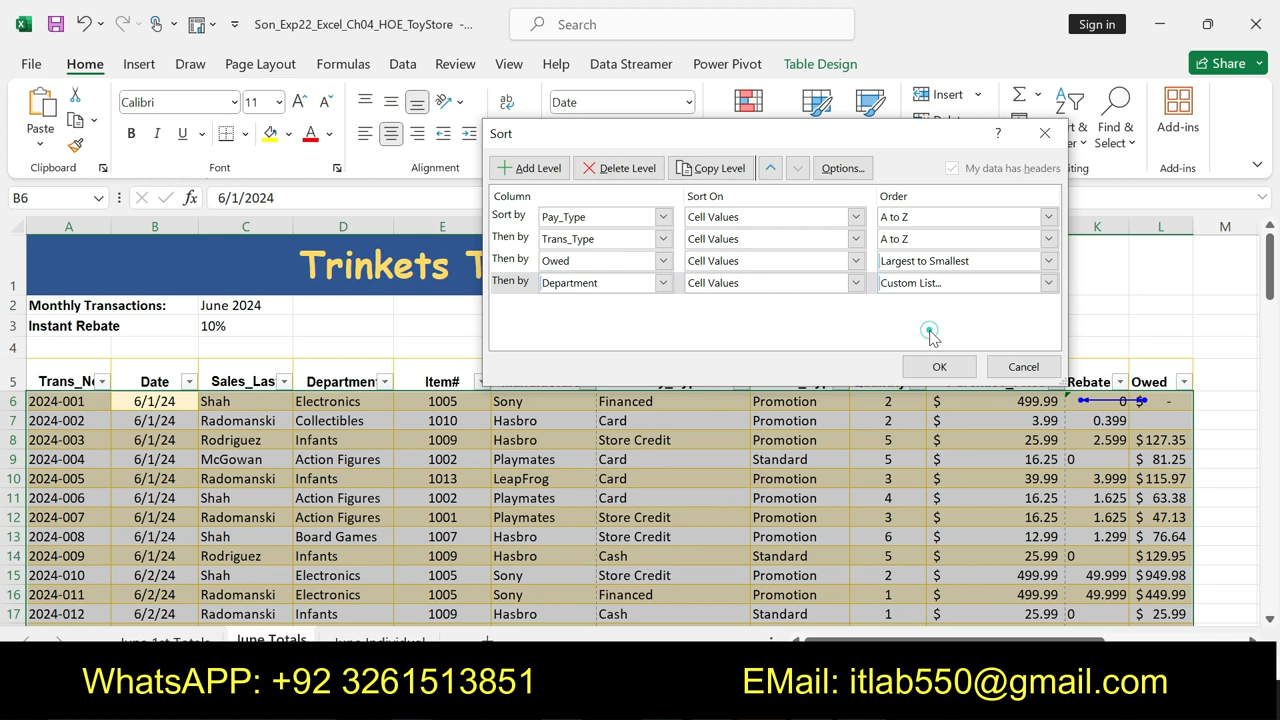 Son_Exp22_Excel_Ch04_HOE_ToyStore -... Search Sign in
File Home Insert Draw Page Layout Formulas Data Review View Help Data Streamer Power Pivot Table Design Share
Calibri 11 Date Insert
Paste B I U Find & Select Add-ins
Clipboard Font Alignment Add-ins
Sort
Add Level Delete Level Copy Level Options... My data has headers
Column Sort On Order
Sort by Pay_Type Cell Values A to Z
Then by Trans_Type Cell Values A to Z
Then by Owed Cell Values Largest to Smallest
Then by Department Cell Values Custom List...
OK Cancel
B6 fx 6/1/2024
A B C D E K L M
1 Trinkets T
2 Monthly Transactions: June 2024
3 Instant Rebate 10%
4
5 Date Sales_Las Departmen Item# Rebate Owed
6 2024-001 6/1/24 Shah Electronics 1005 Sony Financed Promotion 2 $ 499.99 0 $ -
7 2024-002 6/1/24 Radomanski Collectibles 1010 Hasbro Card Promotion 2 $ 3.99 0.399
8 2024-003 6/1/24 Rodriguez Infants 1009 Hasbro Store Credit Promotion 5 $ 25.99 2.599 $127.35
9 2024-004 6/1/24 McGowan Action Figures 1002 Playmates Card Standard 5 $ 16.25 0 $ 81.25
10 2024-005 6/1/24 Radomanski Infants 1013 LeapFrog Card Promotion 3 $ 39.99 3.999 $115.97
11 2024-006 6/1/24 Shah Action Figures 1002 Playmates Card Promotion 4 $ 16.25 1.625 $ 63.38
12 2024-007 6/1/24 Radomanski Action Figures 1001 Playmates Store Credit Promotion 3 $ 16.25 1.625 $ 47.13
13 2024-008 6/1/24 Shah Board Games 1007 Hasbro Store Credit Promotion 6 $ 12.99 1.299 $ 76.64
14 2024-009 6/1/24 Rodriguez Infants 1009 Hasbro Cash Standard 5 $ 25.99 0 $129.95
15 2024-010 6/2/24 Shah Electronics 1005 Sony Store Credit Promotion 2 $ 499.99 49.999 $949.98
16 2024-011 6/2/24 Radomanski Electronics 1005 Sony Financed Promotion 1 $ 499.99 49.999 $449.99
17 2024-012 6/2/24 Radomanski Infants 1009 Hasbro Cash Standard 1 $ 25.99 0 $ 25.99
June 1st Totals June Totals June Individual
WhatsAPP: +92 3261513851 EMail: itlab550@gmail.com